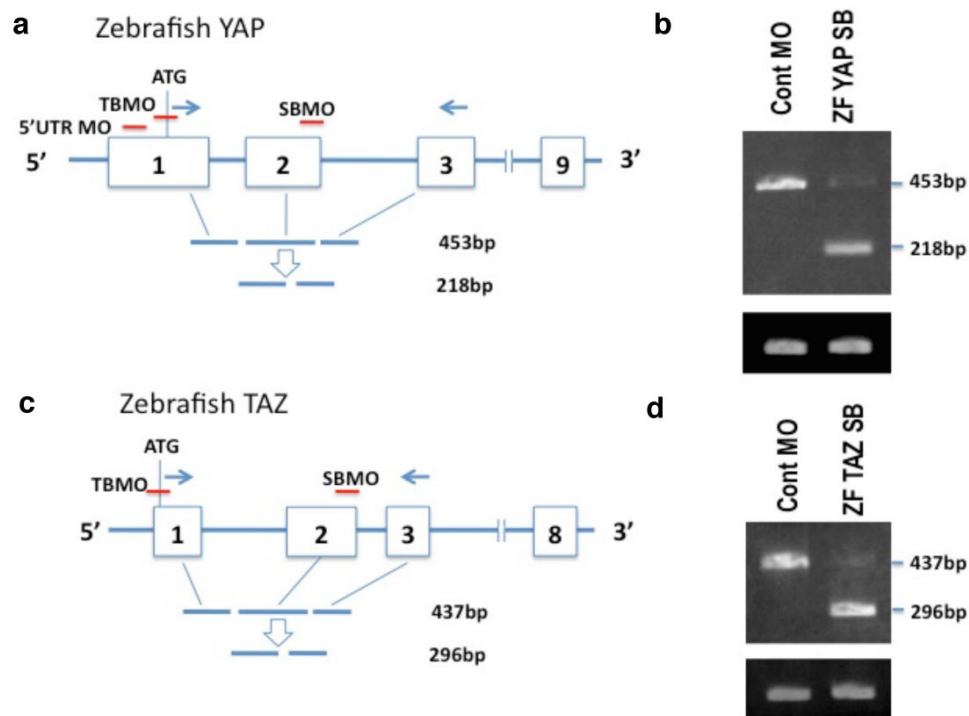 a Zebrafish YAP
ATG
TBMO SBMO
5'UTR MO
5' 1 2 3 9 3'
453bp
218bp
b
Cont MO
ZF YAP SB
453bp
218bp
c Zebrafish TAZ
ATG
TBMO SBMO
5' 1 2 3 8 3'
437bp
296bp
d
Cont MO
ZF TAZ SB
437bp
296bp